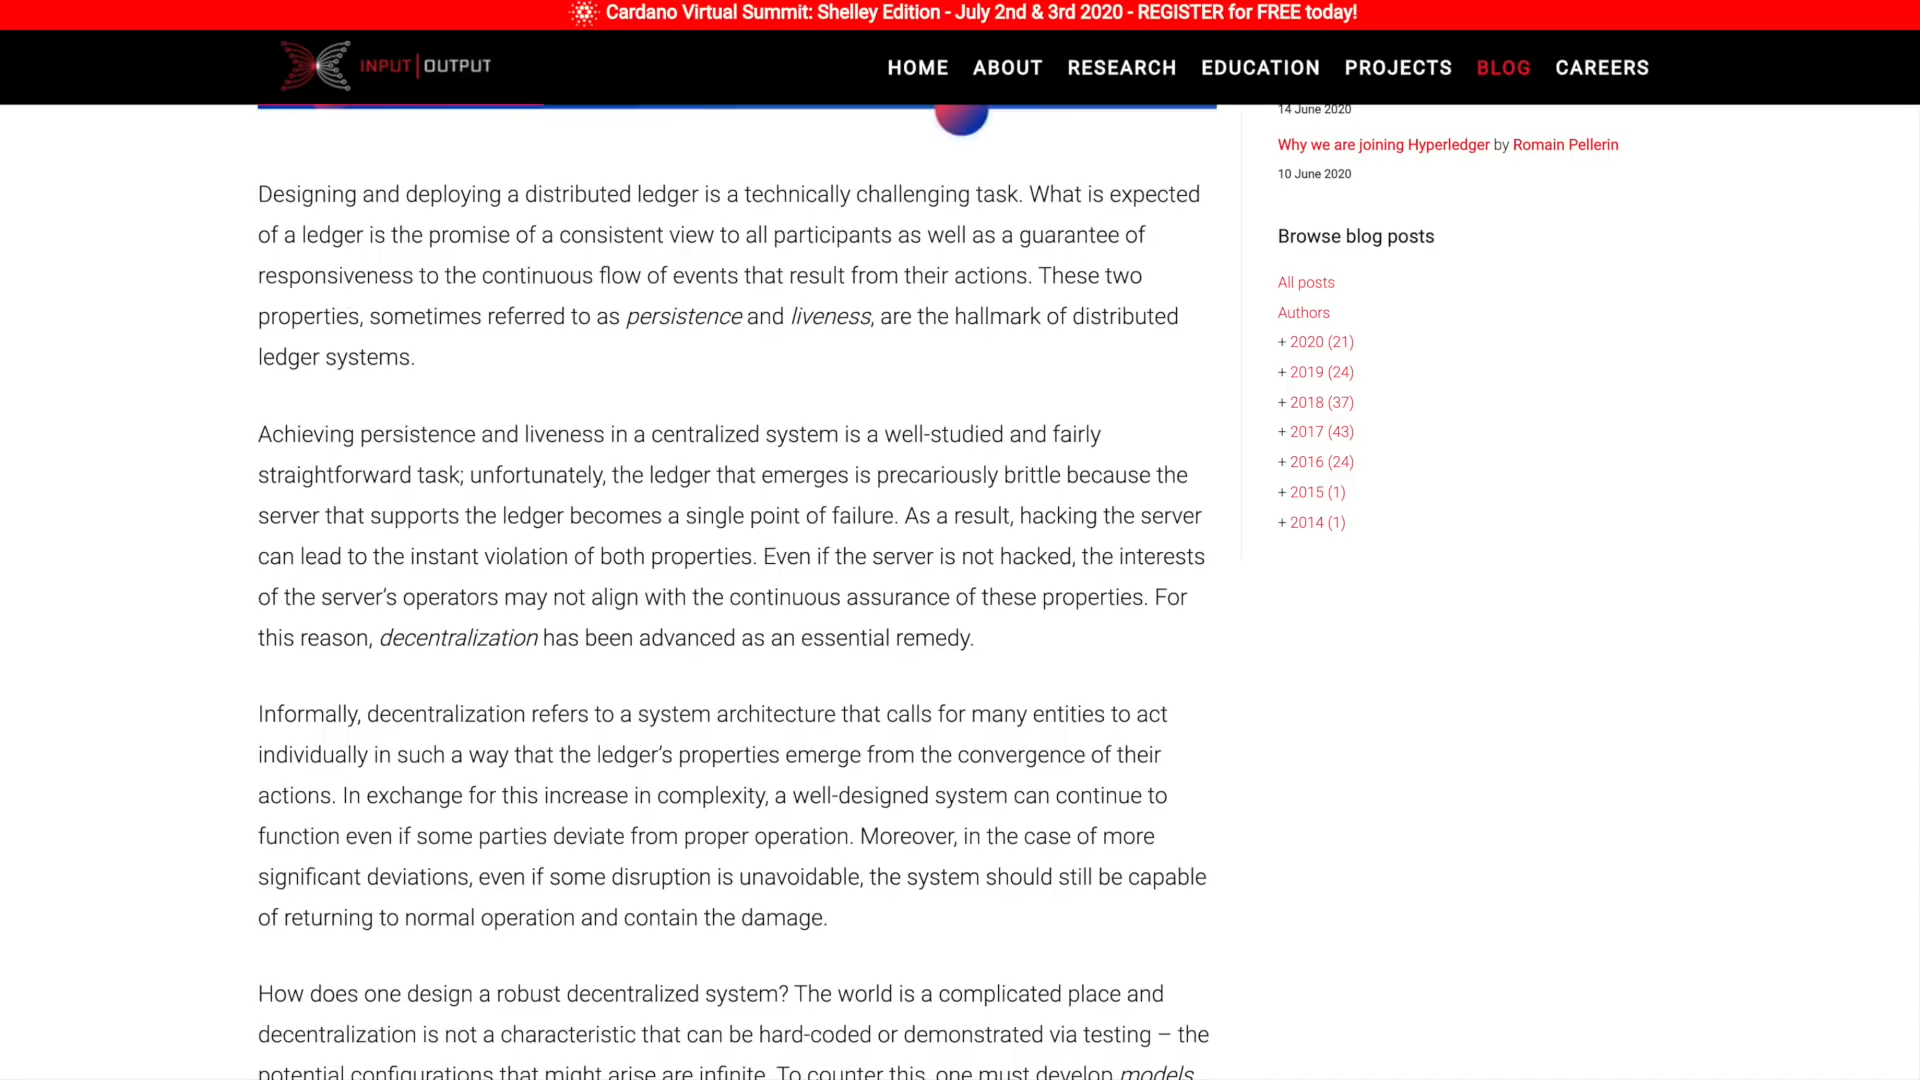 Cardano Virtual Summit: Shelley Edition - July 2nd & 3rd 2020 - REGISTER for FREE today!
INPUT | OUTPUT
HOME ABOUT RESEARCH EDUCATION PROJECTS BLOG CAREERS
Designing and deploying a distributed ledger is a technically challenging task. What is expected
of a ledger is the promise of a consistent view to all participants as well as a guarantee of
responsiveness to the continuous flow of events that result from their actions. These two
properties, sometimes referred to as persistence and liveness, are the hallmark of distributed
ledger systems.
Achieving persistence and liveness in a centralized system is a well-studied and fairly
straightforward task; unfortunately, the ledger that emerges is precariously brittle because the
server that supports the ledger becomes a single point of failure. As a result, hacking the server
can lead to the instant violation of both properties. Even if the server is not hacked, the interests
of the server’s operators may not align with the continuous assurance of these properties. For
this reason, decentralization has been advanced as an essential remedy.
Informally, decentralization refers to a system architecture that calls for many entities to act
individually in such a way that the ledger’s properties emerge from the convergence of their
actions. In exchange for this increase in complexity, a well-designed system can continue to
function even if some parties deviate from proper operation. Moreover, in the case of more
significant deviations, even if some disruption is unavoidable, the system should still be capable
of returning to normal operation and contain the damage.
How does one design a robust decentralized system? The world is a complicated place and
decentralization is not a characteristic that can be hard-coded or demonstrated via testing – the
potential configurations that might arise are infinite. To counter this, one must develop models
14 June 2020
Why we are joining Hyperledger by Romain Pellerin
10 June 2020
Browse blog posts
All posts
Authors
+ 2020 (21)
+ 2019 (24)
+ 2018 (37)
+ 2017 (43)
+ 2016 (24)
+ 2015 (1)
+ 2014 (1)